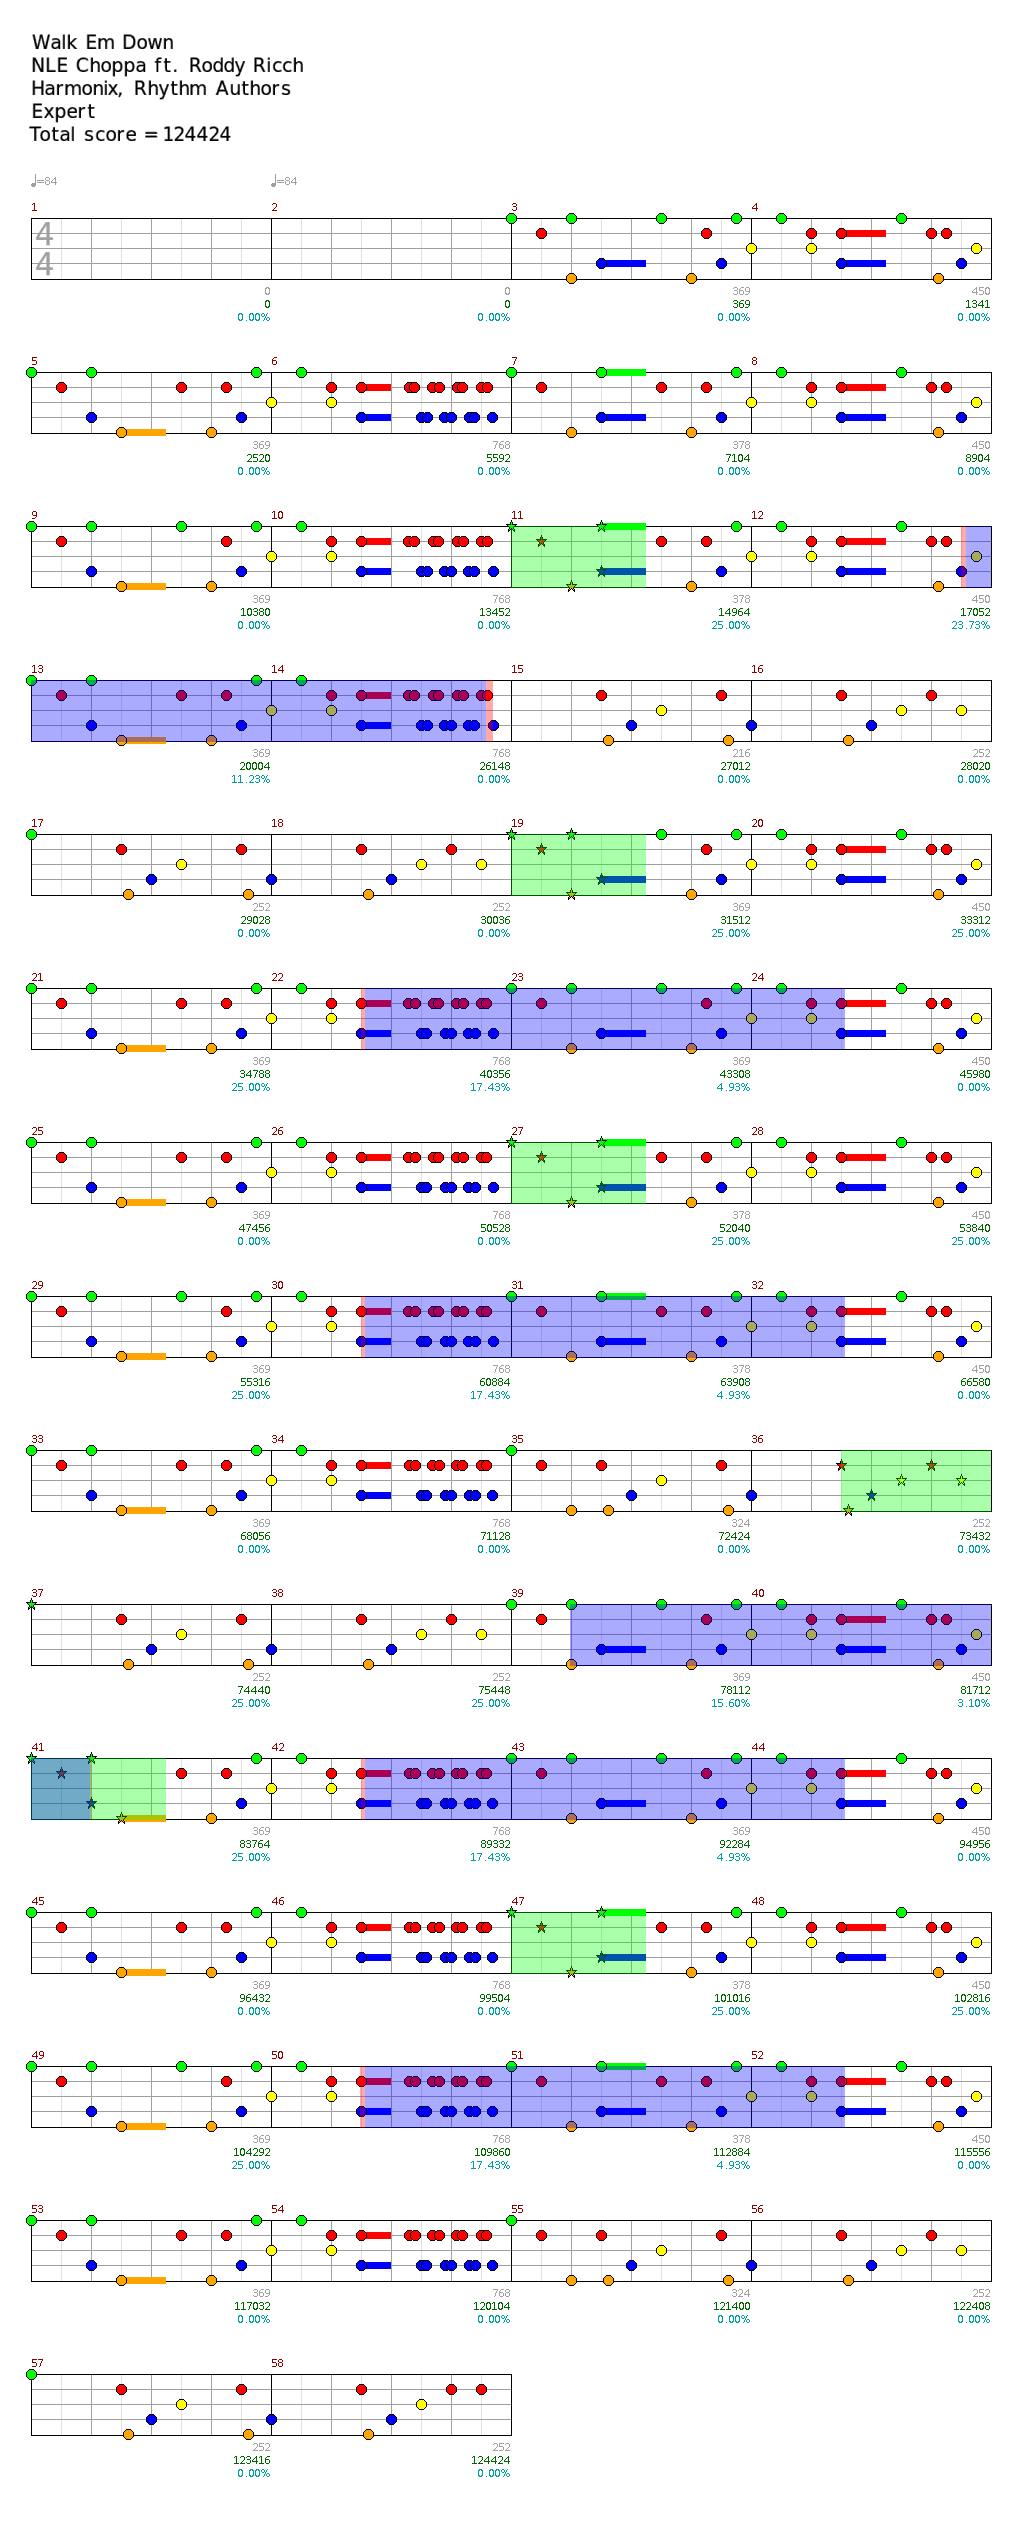 Walk Em Down
NLE Choppa ft. Roddy Ricch
Harmonix, Rhythm Authors
Expert
Total score = 124424
♩=84 ♩=84
1 2 3 4
4
4
0 0 369 450
0 0 369 1341
0.00% 0.00% 0.00% 0.00%
5 6 7 8
369 768 378 450
2520 5592 7104 8904
0.00% 0.00% 0.00% 0.00%
9 10 11 12
369 768 378 450
10380 13452 14964 17052
0.00% 0.00% 25.00% 23.73%
13 14 15 16
369 768 216 252
20004 26148 27012 28020
11.23% 0.00% 0.00% 0.00%
17 18 19 20
252 252 369 450
29028 30036 31512 33312
0.00% 0.00% 25.00% 25.00%
21 22 23 24
369 768 369 450
34788 40356 43308 45980
25.00% 17.43% 4.93% 0.00%
25 26 27 28
369 768 378 450
47456 50528 52040 53840
0.00% 0.00% 25.00% 25.00%
29 30 31 32
369 768 378 450
55316 60884 63908 66580
25.00% 17.43% 4.93% 0.00%
33 34 35 36
369 768 324 252
68056 71128 72424 73432
0.00% 0.00% 0.00% 0.00%
37 38 39 40
252 252 369 450
74440 75448 78112 81712
25.00% 25.00% 15.60% 3.10%
41 42 43 44
369 768 369 450
83764 89332 92284 94956
25.00% 17.43% 4.93% 0.00%
45 46 47 48
369 768 378 450
96432 99504 101016 102816
0.00% 0.00% 25.00% 25.00%
49 50 51 52
369 768 378 450
104292 109860 112884 115556
25.00% 17.43% 4.93% 0.00%
53 54 55 56
369 768 324 252
117032 120104 121400 122408
0.00% 0.00% 0.00% 0.00%
57 58
252 252
123416 124424
0.00% 0.00%